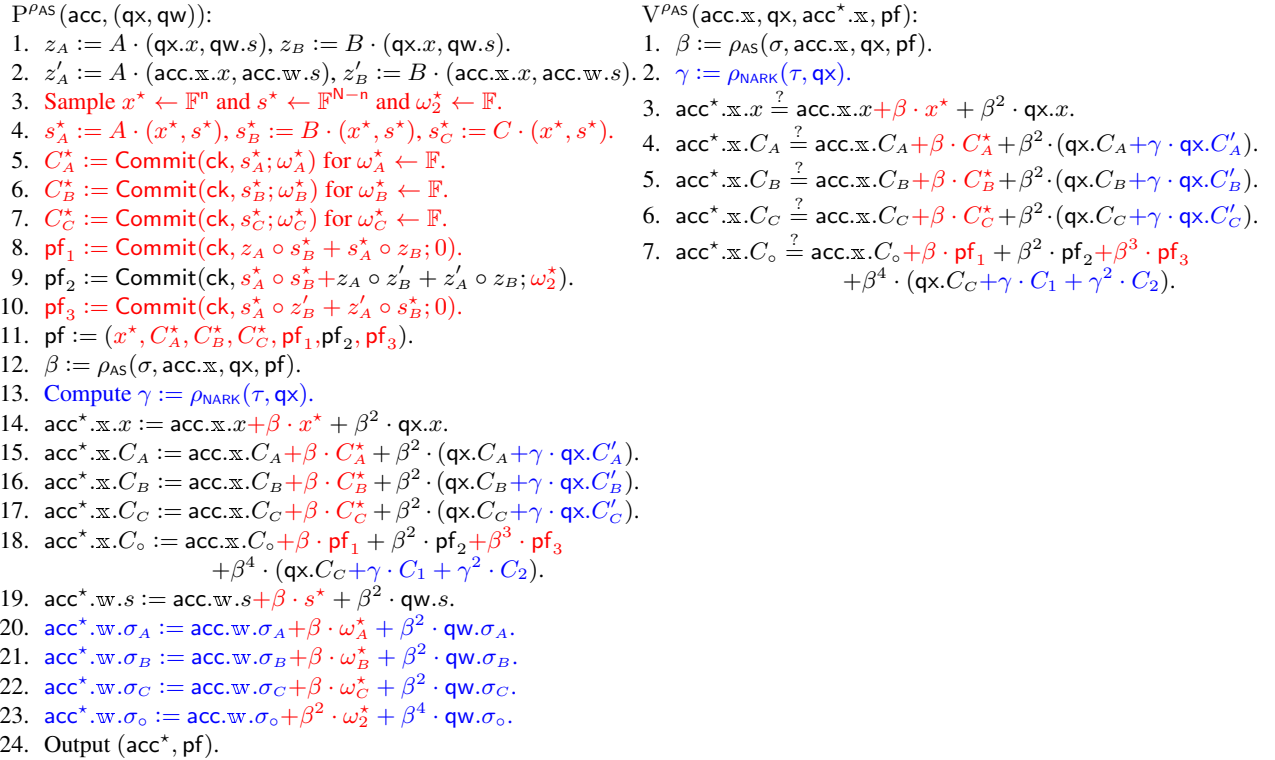 P^{ρ_AS}(acc, (qx, qw)):
1. z_A := A · (qx.x, qw.s), z_B := B · (qx.x, qw.s).
2. z′_A := A · (acc.𝕩.x, acc.𝕨.s), z′_B := B · (acc.𝕩.x, acc.𝕨.s).
3. Sample x^⋆ ← 𝔽^n and s^⋆ ← 𝔽^{N−n} and ω^⋆_2 ← 𝔽.
4. s^⋆_A := A · (x^⋆, s^⋆), s^⋆_B := B · (x^⋆, s^⋆), s^⋆_C := C · (x^⋆, s^⋆).
5. C^⋆_A := Commit(ck, s^⋆_A; ω^⋆_A) for ω^⋆_A ← 𝔽.
6. C^⋆_B := Commit(ck, s^⋆_B; ω^⋆_B) for ω^⋆_B ← 𝔽.
7. C^⋆_C := Commit(ck, s^⋆_C; ω^⋆_C) for ω^⋆_C ← 𝔽.
8. pf_1 := Commit(ck, z_A ∘ s^⋆_B + s^⋆_A ∘ z_B; 0).
9. pf_2 := Commit(ck, s^⋆_A ∘ s^⋆_B + z_A ∘ z′_B + z′_A ∘ z_B; ω^⋆_2).
10. pf_3 := Commit(ck, s^⋆_A ∘ z′_B + z′_A ∘ s^⋆_B; 0).
11. pf := (x^⋆, C^⋆_A, C^⋆_B, C^⋆_C, pf_1, pf_2, pf_3).
12. β := ρ_AS(σ, acc.𝕩, qx, pf).
13. Compute γ := ρ_NARK(τ, qx).
14. acc^⋆.𝕩.x := acc.𝕩.x + β · x^⋆ + β^2 · qx.x.
15. acc^⋆.𝕩.C_A := acc.𝕩.C_A + β · C^⋆_A + β^2 · (qx.C_A + γ · qx.C′_A).
16. acc^⋆.𝕩.C_B := acc.𝕩.C_B + β · C^⋆_B + β^2 · (qx.C_B + γ · qx.C′_B).
17. acc^⋆.𝕩.C_C := acc.𝕩.C_C + β · C^⋆_C + β^2 · (qx.C_C + γ · qx.C′_C).
18. acc^⋆.𝕩.C_∘ := acc.𝕩.C_∘ + β · pf_1 + β^2 · pf_2 + β^3 · pf_3
+β^4 · (qx.C_C + γ · C_1 + γ^2 · C_2).
19. acc^⋆.𝕨.s := acc.𝕨.s + β · s^⋆ + β^2 · qw.s.
20. acc^⋆.𝕨.σ_A := acc.𝕨.σ_A + β · ω^⋆_A + β^2 · qw.σ_A.
21. acc^⋆.𝕨.σ_B := acc.𝕨.σ_B + β · ω^⋆_B + β^2 · qw.σ_B.
22. acc^⋆.𝕨.σ_C := acc.𝕨.σ_C + β · ω^⋆_C + β^2 · qw.σ_C.
23. acc^⋆.𝕨.σ_∘ := acc.𝕨.σ_∘ + β^2 · ω^⋆_2 + β^4 · qw.σ_∘.
24. Output (acc^⋆, pf).
V^{ρ_AS}(acc.𝕩, qx, acc^⋆.𝕩, pf):
1. β := ρ_AS(σ, acc.𝕩, qx, pf).
2. γ := ρ_NARK(τ, qx).
3. acc^⋆.𝕩.x ≟ acc.𝕩.x + β · x^⋆ + β^2 · qx.x.
4. acc^⋆.𝕩.C_A ≟ acc.𝕩.C_A + β · C^⋆_A + β^2 · (qx.C_A + γ · qx.C′_A).
5. acc^⋆.𝕩.C_B ≟ acc.𝕩.C_B + β · C^⋆_B + β^2 · (qx.C_B + γ · qx.C′_B).
6. acc^⋆.𝕩.C_C ≟ acc.𝕩.C_C + β · C^⋆_C + β^2 · (qx.C_C + γ · qx.C′_C).
7. acc^⋆.𝕩.C_∘ ≟ acc.𝕩.C_∘ + β · pf_1 + β^2 · pf_2 + β^3 · pf_3
+β^4 · (qx.C_C + γ · C_1 + γ^2 · C_2).